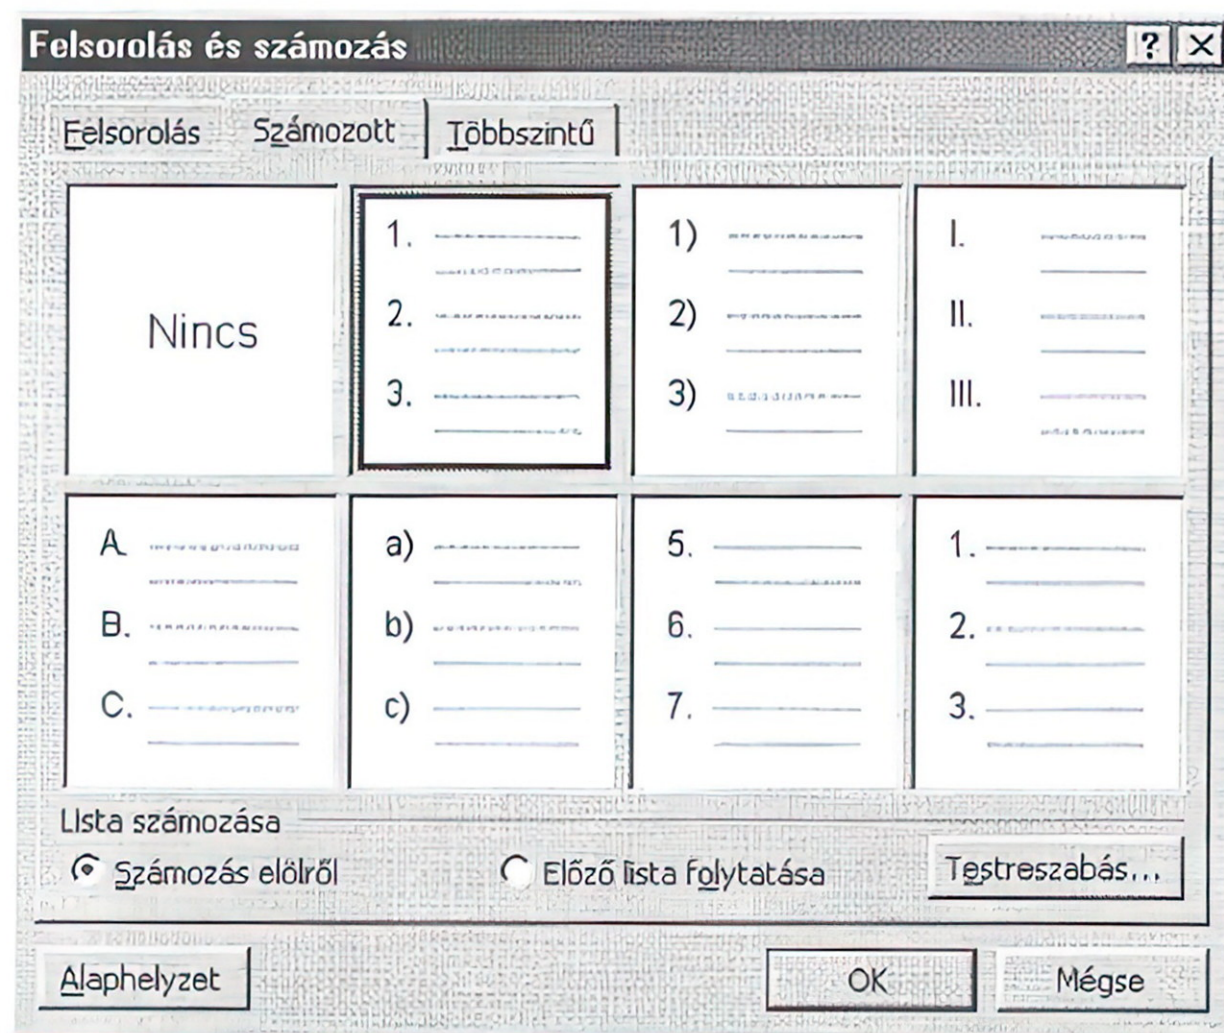 Felsorolás és számozás
Felsorolás Számozott Többszintű
Nincs
1.
2.
3.
1)
2)
3)
I.
II.
III.
A.
B.
C.
a)
b)
c)
5.
6.
7.
1.
2.
3.
Lista számozása
Számozás elölről Előző lista folytatása Testreszabás...
Alaphelyzet OK Mégse